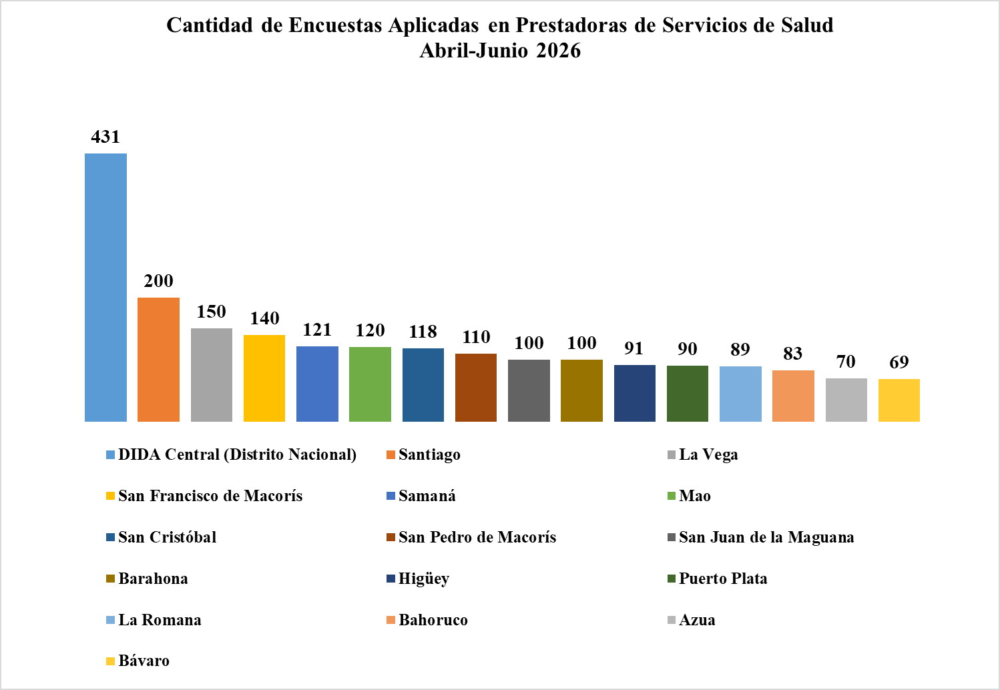 Cantidad de Encuestas Aplicadas en Prestadoras de Servicios de Salud
Abril-Junio 2026
431
200
150
140
121
120
118
110
100
100
91
90
89
83
70
69
DIDA Central (Distrito Nacional)
Santiago
La Vega
San Francisco de Macorís
Samaná
Mao
San Cristóbal
San Pedro de Macorís
San Juan de la Maguana
Barahona
Higüey
Puerto Plata
La Romana
Bahoruco
Azua
Bávaro